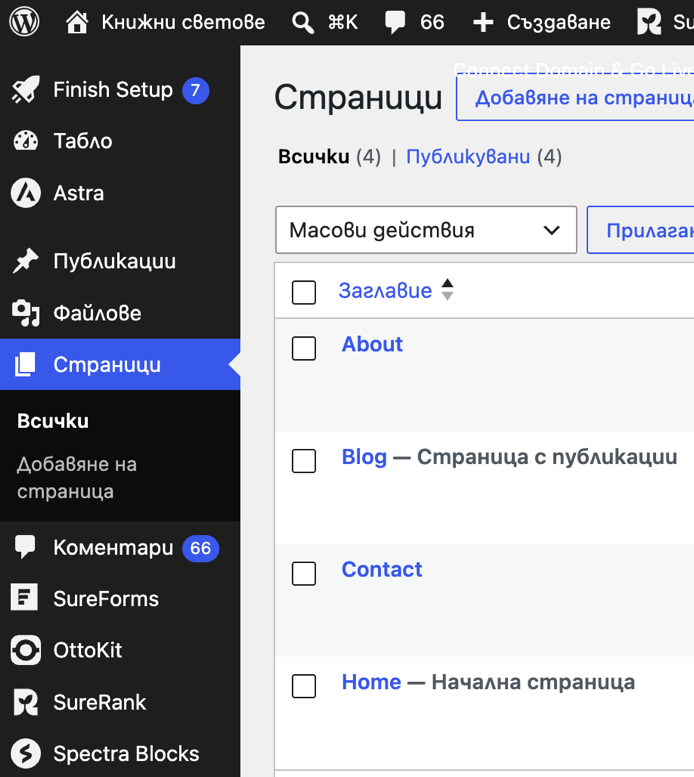 Книжни светове ⌘K 66 Създаване Su
Connect Domain & Go Live
Finish Setup 7
Табло
Astra
Публикации
Файлове
Страници
Всички
Добавяне на
страница
Коментари 66
SureForms
OttoKit
SureRank
Spectra Blocks
Страници Добавяне на страница
Всички (4) | Публикувани (4)
Масови действия Прилаган
Заглавие
About
Blog — Страница с публикации
Contact
Home — Начална страница